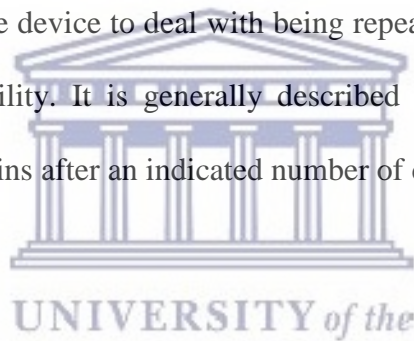 e device to deal with being repea
ility. It is generally described
ins after an indicated number of
UNIVERSITY of the